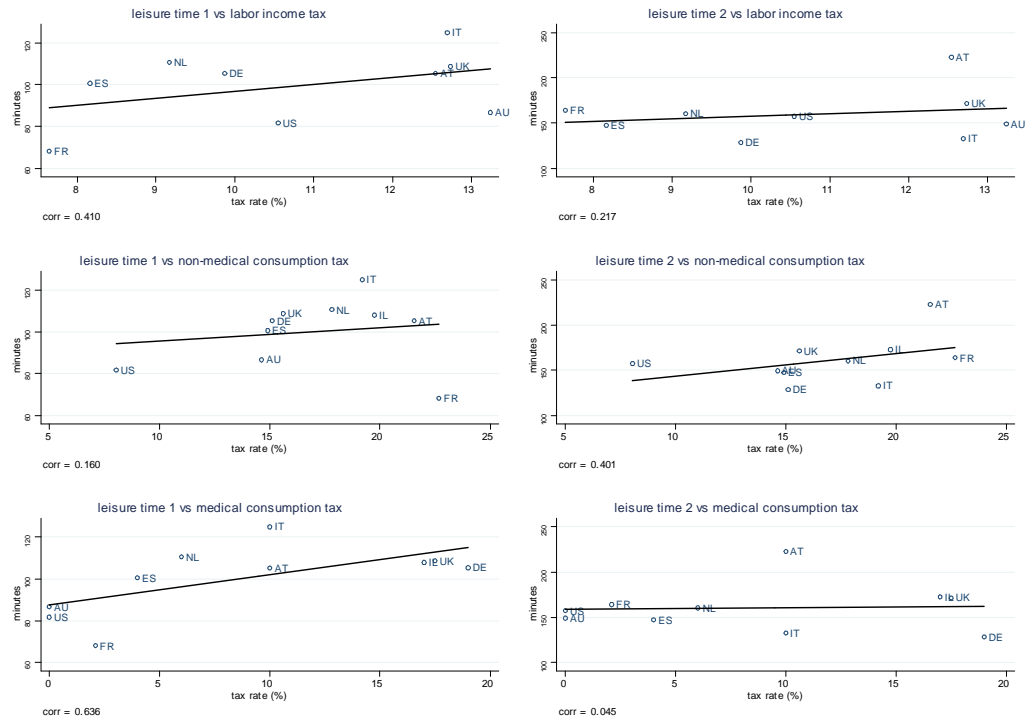 leisure time 1 vs labor income tax
minutes
120
100
80
60
IT
NL
UK
DE
AT
ES
AU
US
FR
8 9 10 11 12 13
tax rate (%)
corr = 0.410
leisure time 2 vs labor income tax
minutes
250
200
150
100
AT
UK
FR
NL
US
ES
AU
IT
DE
8 9 10 11 12 13
tax rate (%)
corr = 0.217
leisure time 1 vs non-medical consumption tax
minutes
120
100
80
60
IT
NL
UK
IL
DE
AT
ES
AU
US
FR
5 10 15 20 25
tax rate (%)
corr = 0.160
leisure time 2 vs non-medical consumption tax
minutes
250
200
150
100
AT
UK
IL
FR
NL
US
AU
ES
IT
DE
5 10 15 20 25
tax rate (%)
corr = 0.401
leisure time 1 vs medical consumption tax
minutes
120
100
80
60
IT
NL
IL
UK
AT
DE
ES
AU
US
FR
0 5 10 15 20
tax rate (%)
corr = 0.636
leisure time 2 vs medical consumption tax
minutes
250
200
150
100
AT
IL
UK
FR
NL
US
AU
ES
IT
DE
0 5 10 15 20
tax rate (%)
corr = 0.045